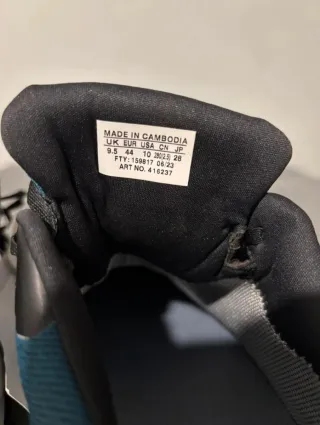 MADE IN CAMBODIA
UK EUR USA CN JP
9.5 44 10 280(2.5) 28
FTY: 159817 06/23
ART NO. 416237